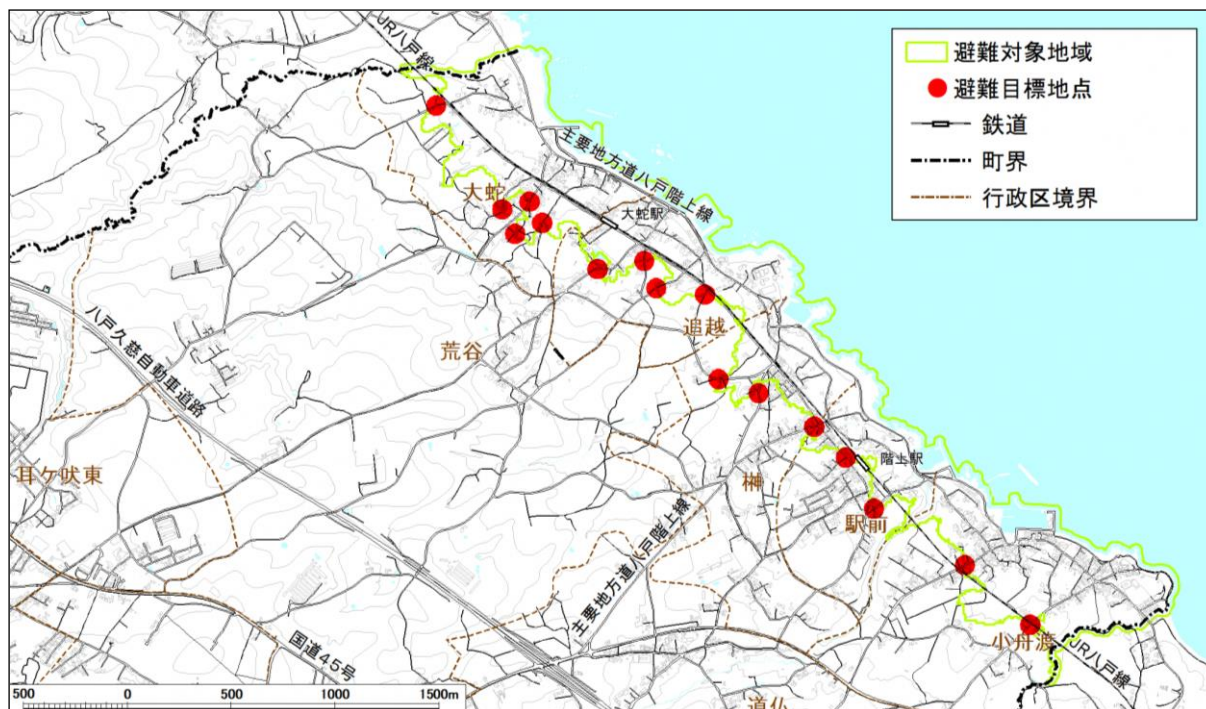 避難対象地域
避難目標地点
鉄道
町界
行政区境界
JR八戸線
主要地方道八戸階上線
大蛇
大蛇駅
追越
荒谷
八戸久慈自動車道路
耳ケ吠東
階上駅
榊
駅前
主要地方道八戸階上線
小舟渡
JR八戸線
国道45号
道仏
500 0 500 1000 1500m